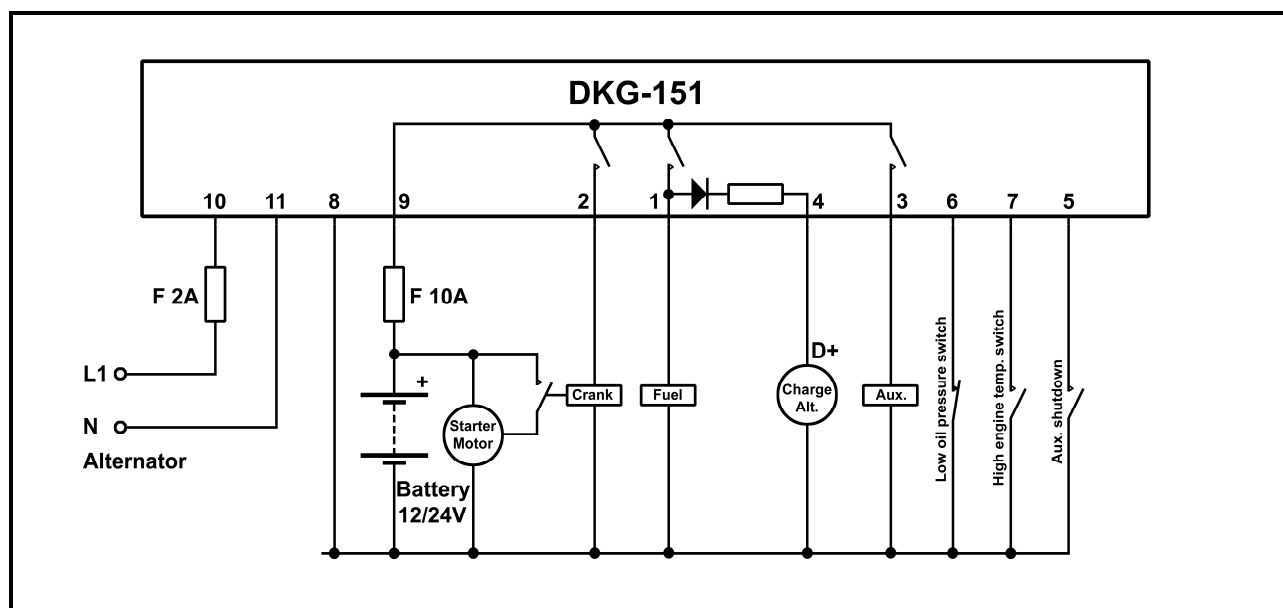 DKG-151
10 11 8 9 2 1 4 3 6 7 5
F 2A
F 10A
L1
N
Alternator
+
Battery
12/24V
Starter
Motor
Crank
Fuel
D+
Charge
Alt.
Aux.
Low oil pressure switch
High engine temp. switch
Aux. shutdown